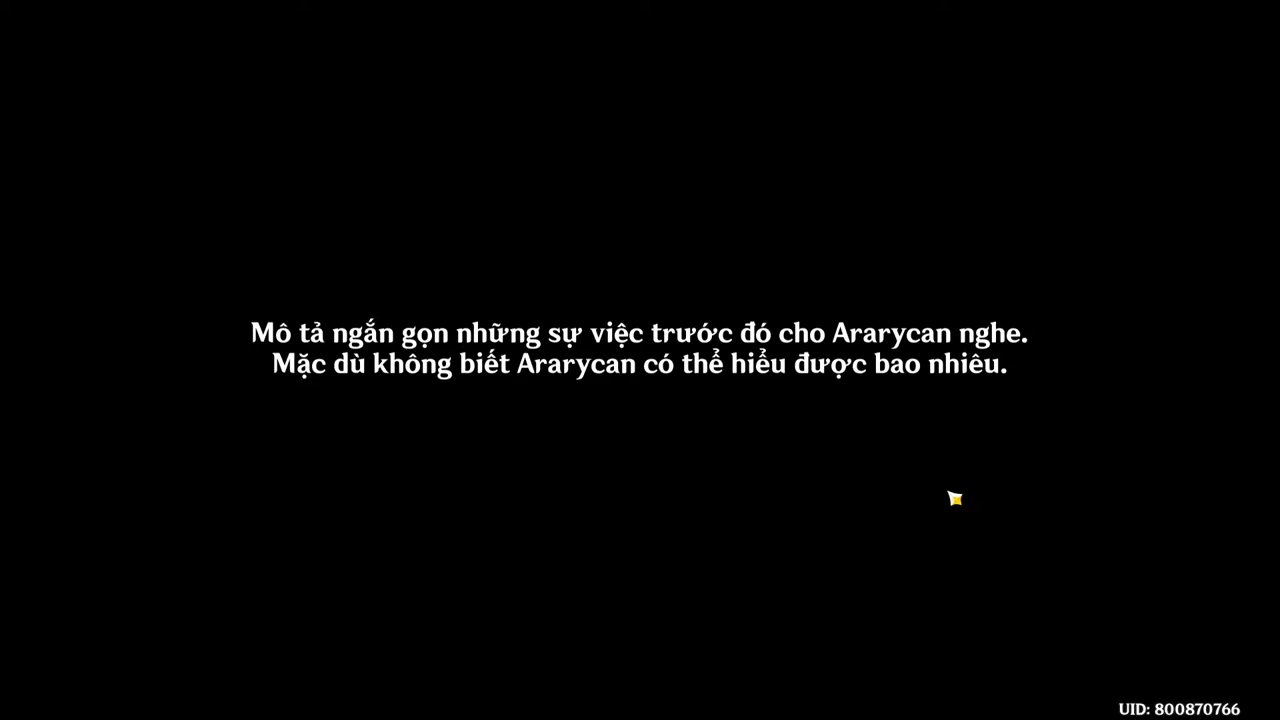 Mô tả ngắn gọn những sự việc trước đó cho Ararycan nghe.
Mặc dù không biết Ararycan có thể hiểu được bao nhiêu.
UID: 800870766